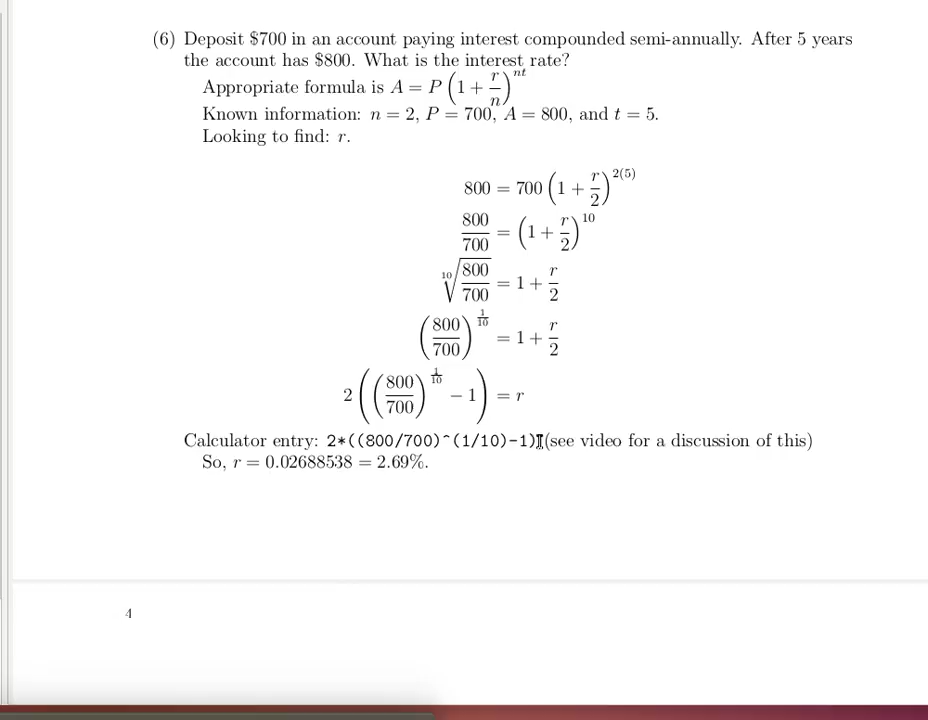 (6) Deposit $700 in an account paying interest compounded semi-annually. After 5 years
the account has $800. What is the interest rate?
Appropriate formula is A = P (1 + r/n)^nt
Known information: n = 2, P = 700, A = 800, and t = 5.
Looking to find: r.
800 = 700 (1 + r/2)^2(5)
800/700 = (1 + r/2)^10
¹⁰√(800/700) = 1 + r/2
(800/700)^(1/10) = 1 + r/2
2 ((800/700)^(1/10) − 1) = r
Calculator entry: 2*((800/700)^(1/10)-1) (see video for a discussion of this)
So, r = 0.02688538 = 2.69%.
4